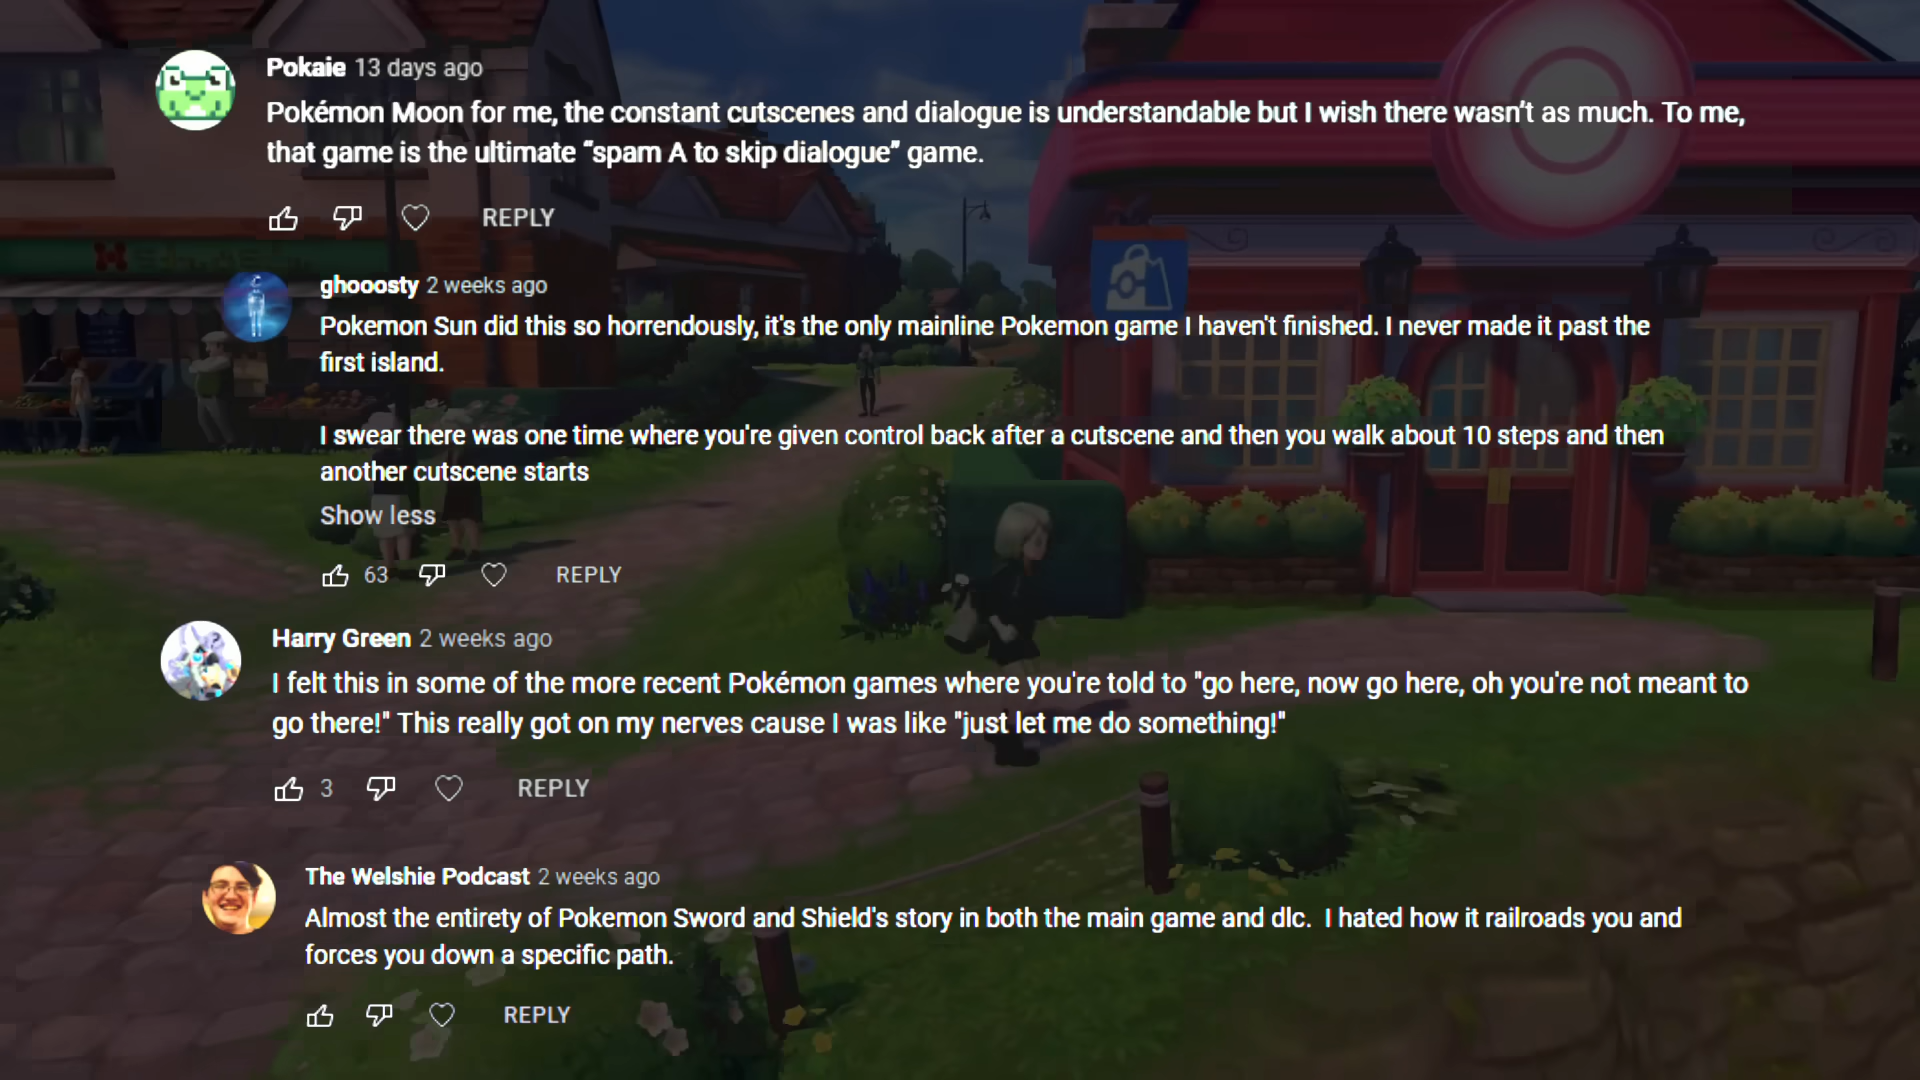 Pokaie 13 days ago
Pokémon Moon for me, the constant cutscenes and dialogue is understandable but I wish there wasn’t as much. To me,
that game is the ultimate “spam A to skip dialogue” game.
REPLY
ghooosty 2 weeks ago
Pokemon Sun did this so horrendously, it's the only mainline Pokemon game I haven't finished. I never made it past the
first island.
I swear there was one time where you're given control back after a cutscene and then you walk about 10 steps and then
another cutscene starts
Show less
63 REPLY
Harry Green 2 weeks ago
I felt this in some of the more recent Pokémon games where you're told to "go here, now go here, oh you're not meant to
go there!" This really got on my nerves cause I was like "just let me do something!"
3 REPLY
The Welshie Podcast 2 weeks ago
Almost the entirety of Pokemon Sword and Shield's story in both the main game and dlc.  I hated how it railroads you and
forces you down a specific path.
REPLY